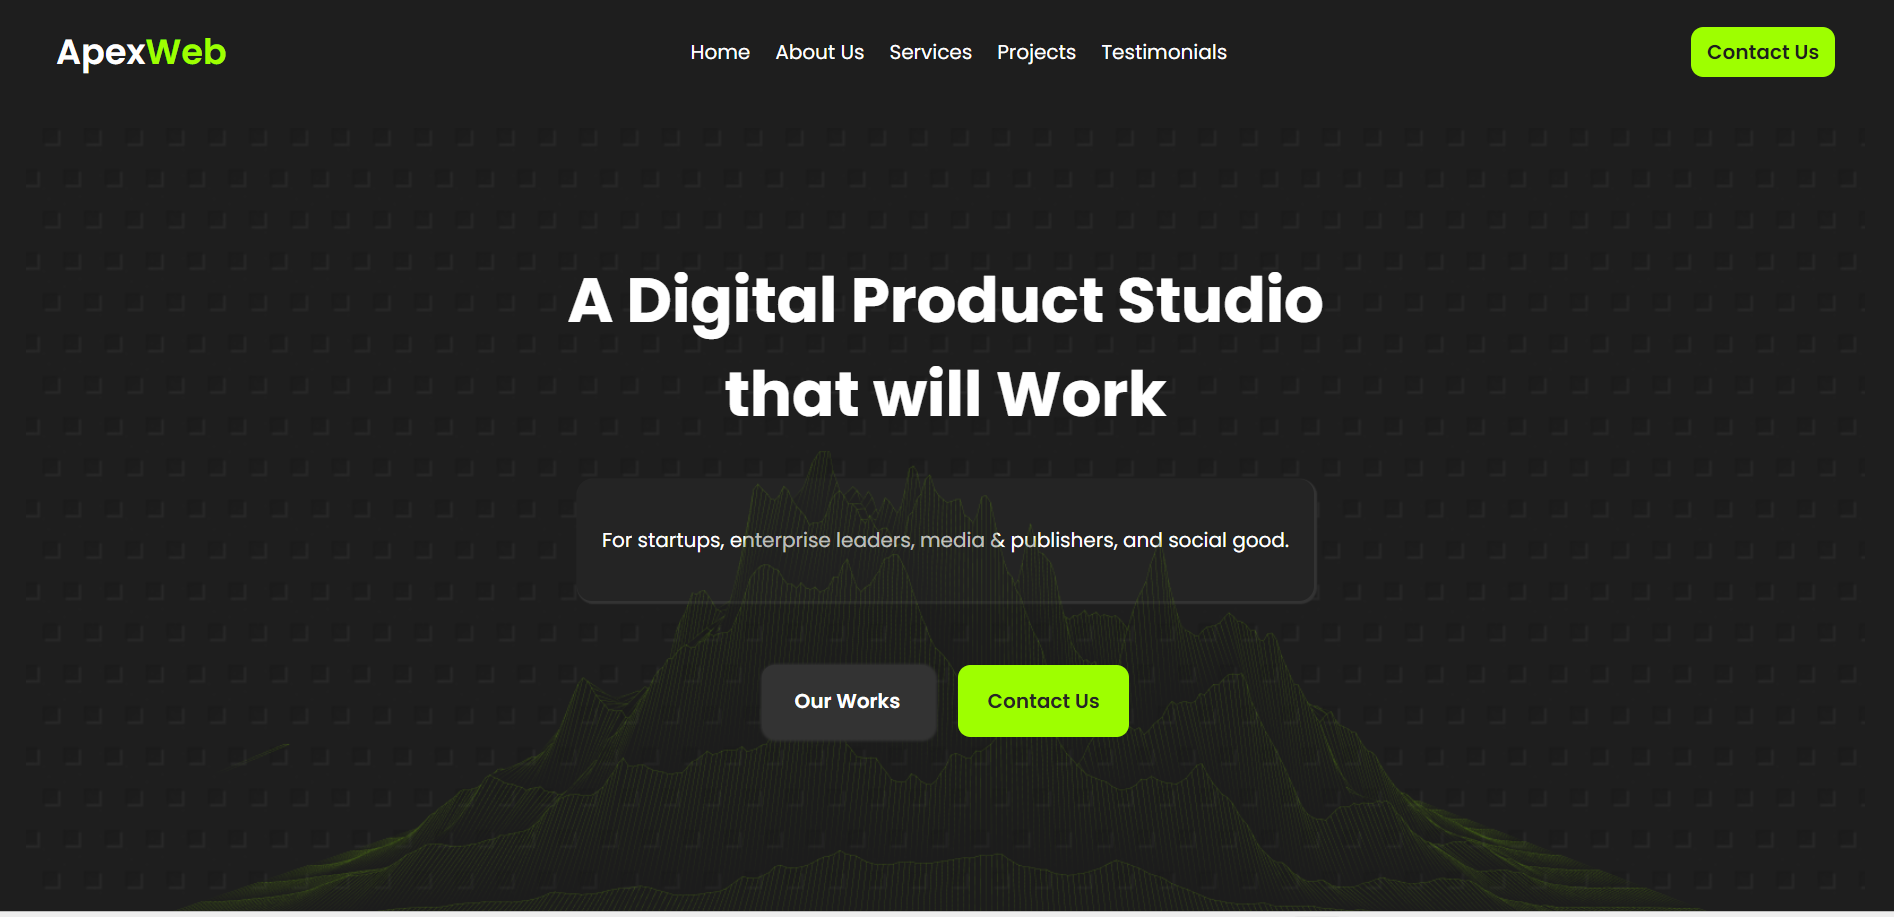 ApexWeb
Home About Us Services Projects Testimonials
Contact Us
A Digital Product Studio
that will Work
For startups, enterprise leaders, media & publishers, and social good.
Our Works
Contact Us